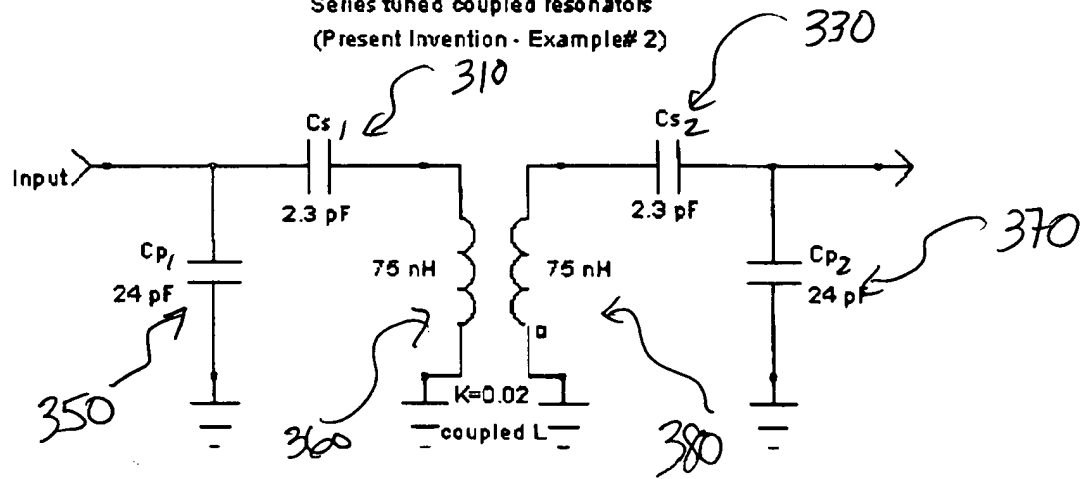 Series tuned coupled resonators
(Present Invention - Example# 2)
310
330
Cs1
Cs2
Input
2.3 pF
2.3 pF
370
Cp1
75 nH
75 nH
Cp2
24 pF
24 pF
350
K=0.02
360
coupled L
380